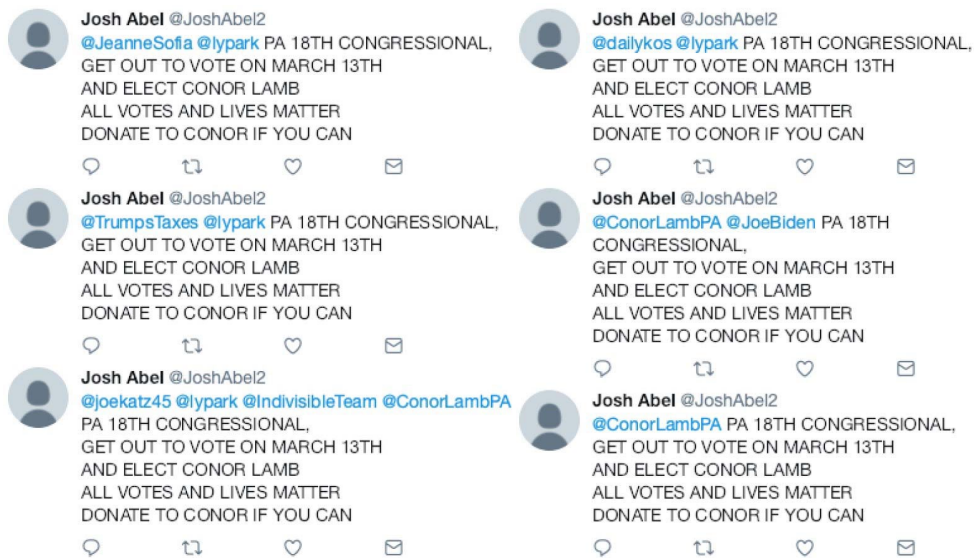 Josh Abel @JoshAbel2
@JeanneSofia @lypark PA 18TH CONGRESSIONAL,
GET OUT TO VOTE ON MARCH 13TH
AND ELECT CONOR LAMB
ALL VOTES AND LIVES MATTER
DONATE TO CONOR IF YOU CAN
Josh Abel @JoshAbel2
@TrumpsTaxes @lypark PA 18TH CONGRESSIONAL,
GET OUT TO VOTE ON MARCH 13TH
AND ELECT CONOR LAMB
ALL VOTES AND LIVES MATTER
DONATE TO CONOR IF YOU CAN
Josh Abel @JoshAbel2
@joekatz45 @lypark @IndivisibleTeam @ConorLambPA
PA 18TH CONGRESSIONAL,
GET OUT TO VOTE ON MARCH 13TH
AND ELECT CONOR LAMB
ALL VOTES AND LIVES MATTER
DONATE TO CONOR IF YOU CAN
Josh Abel @JoshAbel2
@dailykos @lypark PA 18TH CONGRESSIONAL,
GET OUT TO VOTE ON MARCH 13TH
AND ELECT CONOR LAMB
ALL VOTES AND LIVES MATTER
DONATE TO CONOR IF YOU CAN
Josh Abel @JoshAbel2
@ConorLambPA @JoeBiden PA 18TH
CONGRESSIONAL,
GET OUT TO VOTE ON MARCH 13TH
AND ELECT CONOR LAMB
ALL VOTES AND LIVES MATTER
DONATE TO CONOR IF YOU CAN
Josh Abel @JoshAbel2
@ConorLambPA PA 18TH CONGRESSIONAL,
GET OUT TO VOTE ON MARCH 13TH
AND ELECT CONOR LAMB
ALL VOTES AND LIVES MATTER
DONATE TO CONOR IF YOU CAN